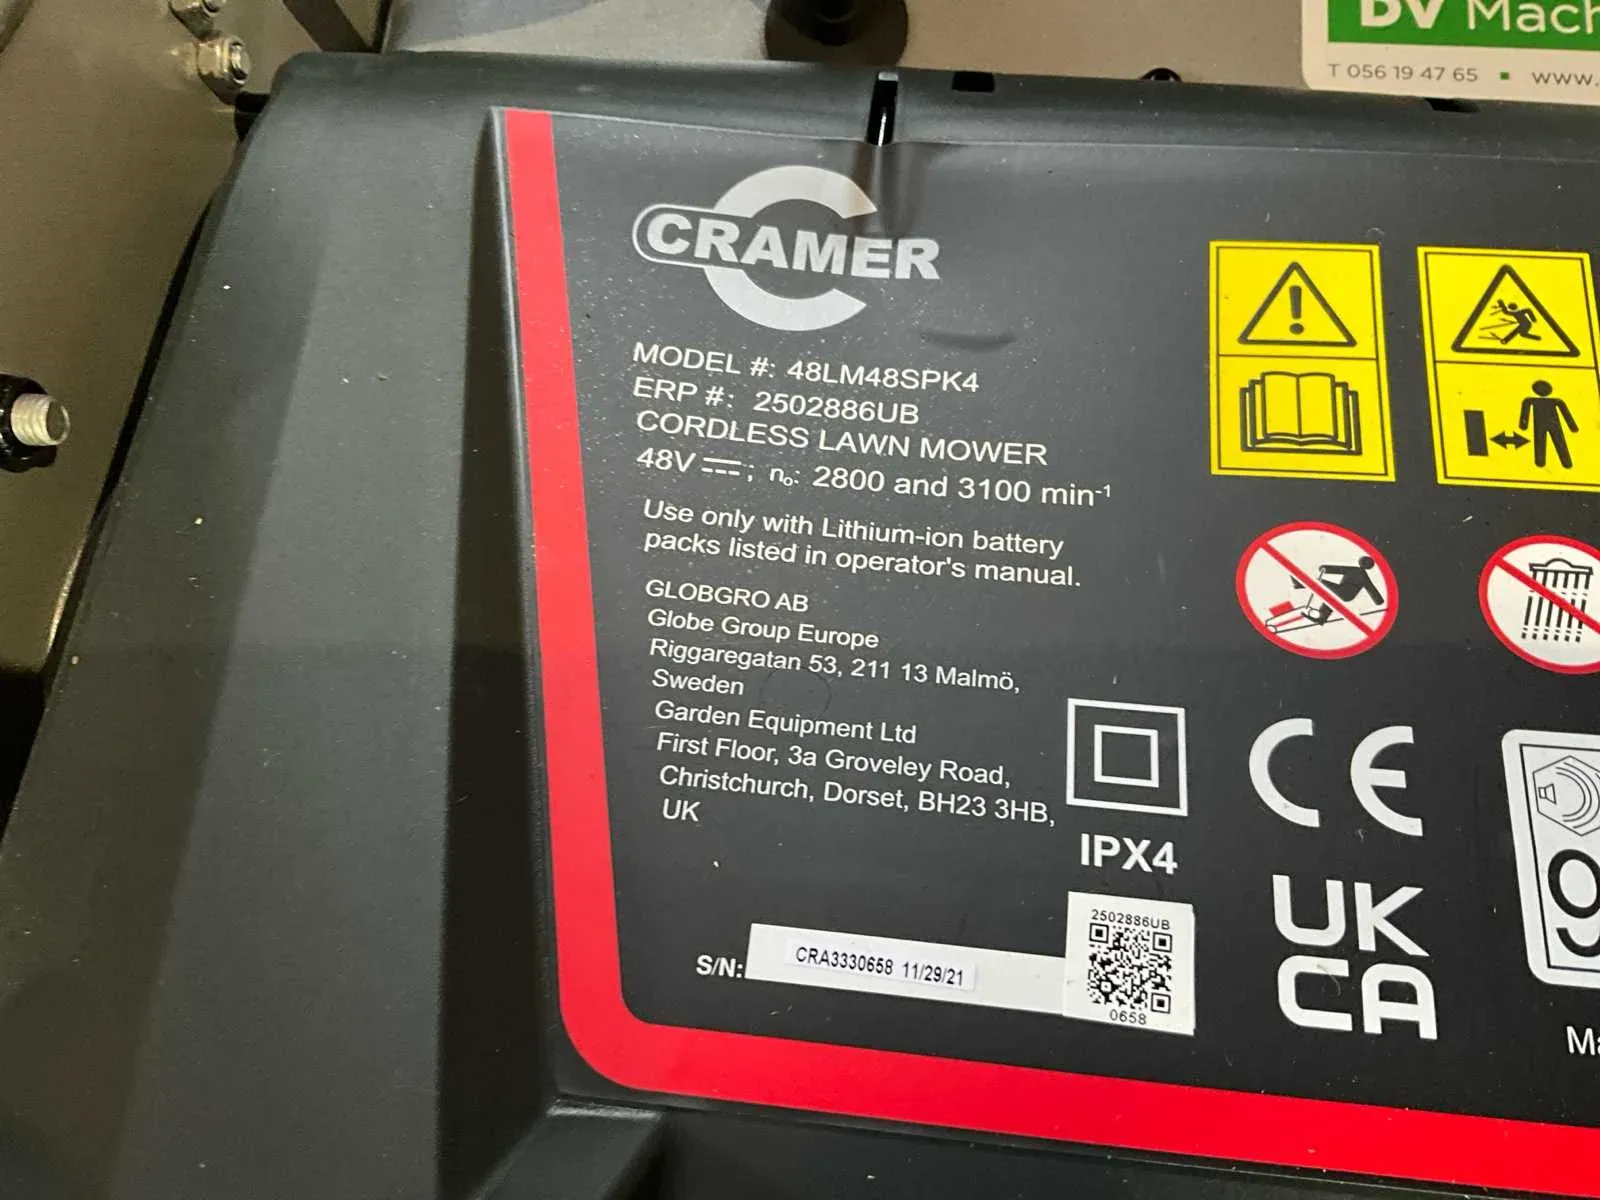 DV Mach
T 056 19 47 65 ▪ www.
CRAMER
MODEL #: 48LM48SPK4
ERP #: 2502886UB
CORDLESS LAWN MOWER
48V ⎓; n₀: 2800 and 3100 min⁻¹
Use only with Lithium-ion battery
packs listed in operator's manual.
GLOBGRO AB
Globe Group Europe
Riggaregatan 53, 211 13 Malmö,
Sweden
Garden Equipment Ltd
First Floor, 3a Groveley Road,
Christchurch, Dorset, BH23 3HB,
UK
IPX4
CE
UK
CA
9
S/N: CRA3330658 11/29/21
2502886UB
0658
Ma